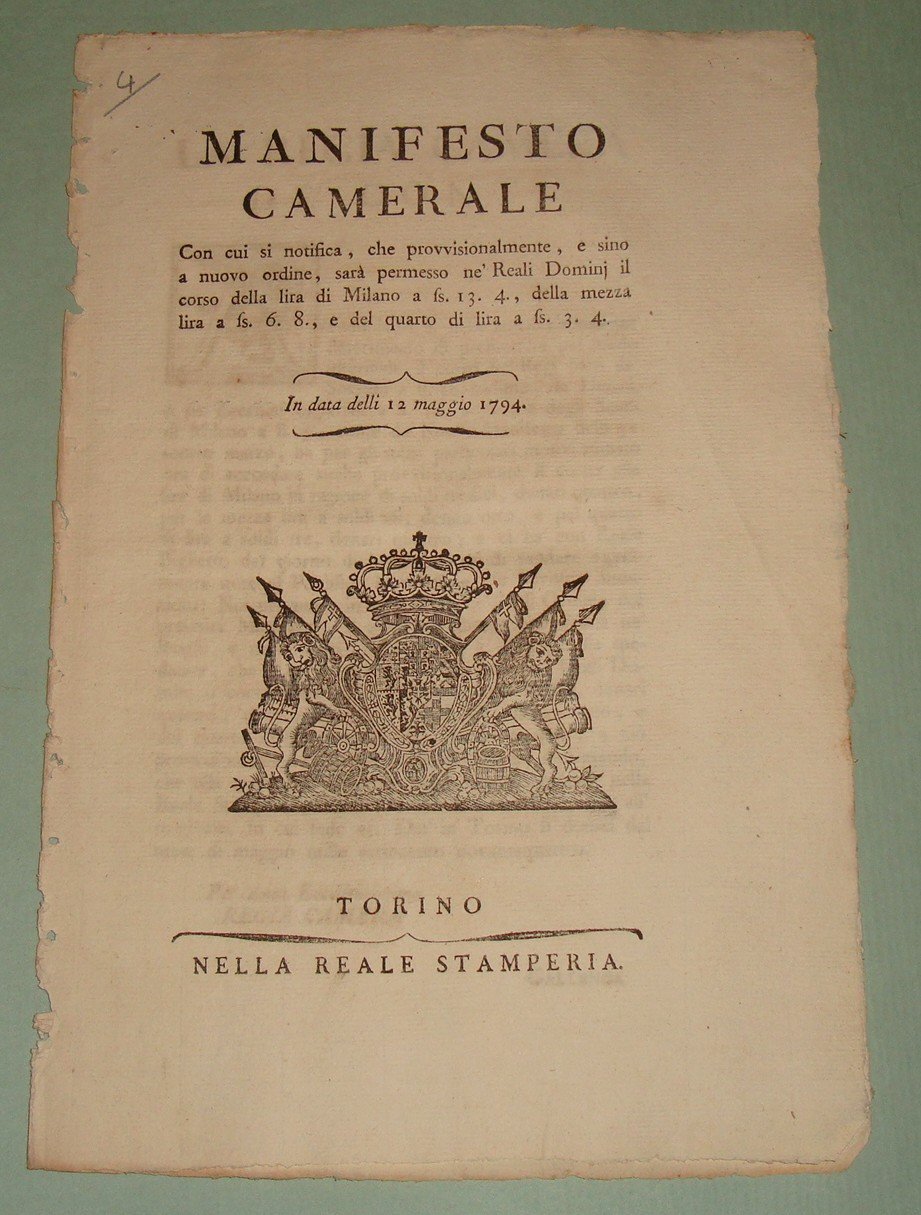 4
MANIFESTO
CAMERALE
Con cui si notifica, che provvisionalmente, e sino
a nuovo ordine, sarà permesso ne' Reali Dominj il
corso della lira di Milano a ſs. 13. 4., della mezza
lira a ſs. 6. 8., e del quarto di lira a ſs. 3. 4.
In data delli 12 maggio 1794.
TORINO
NELLA REALE STAMPERIA.